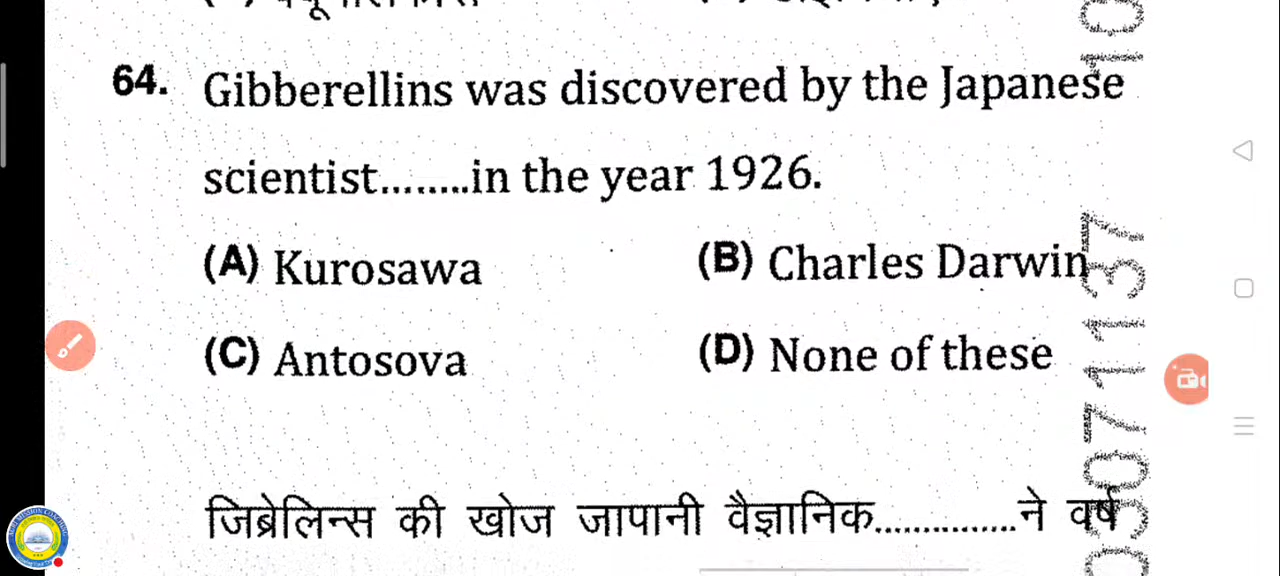 64. Gibberellins was discovered by the Japanese
scientist........in the year 1926.
(A) Kurosawa (B) Charles Darwin
(C) Antosova (D) None of these
जिब्रेलिन्स की खोज जापानी वैज्ञानिक...............ने वर्ष